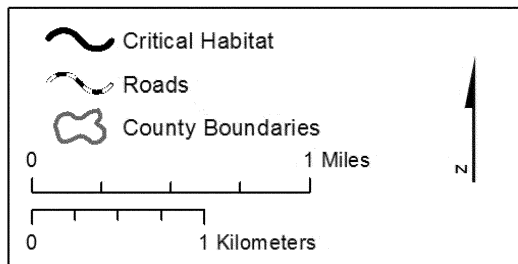 Critical Habitat
Roads
County Boundaries
0 1 Miles
0 1 Kilometers
N